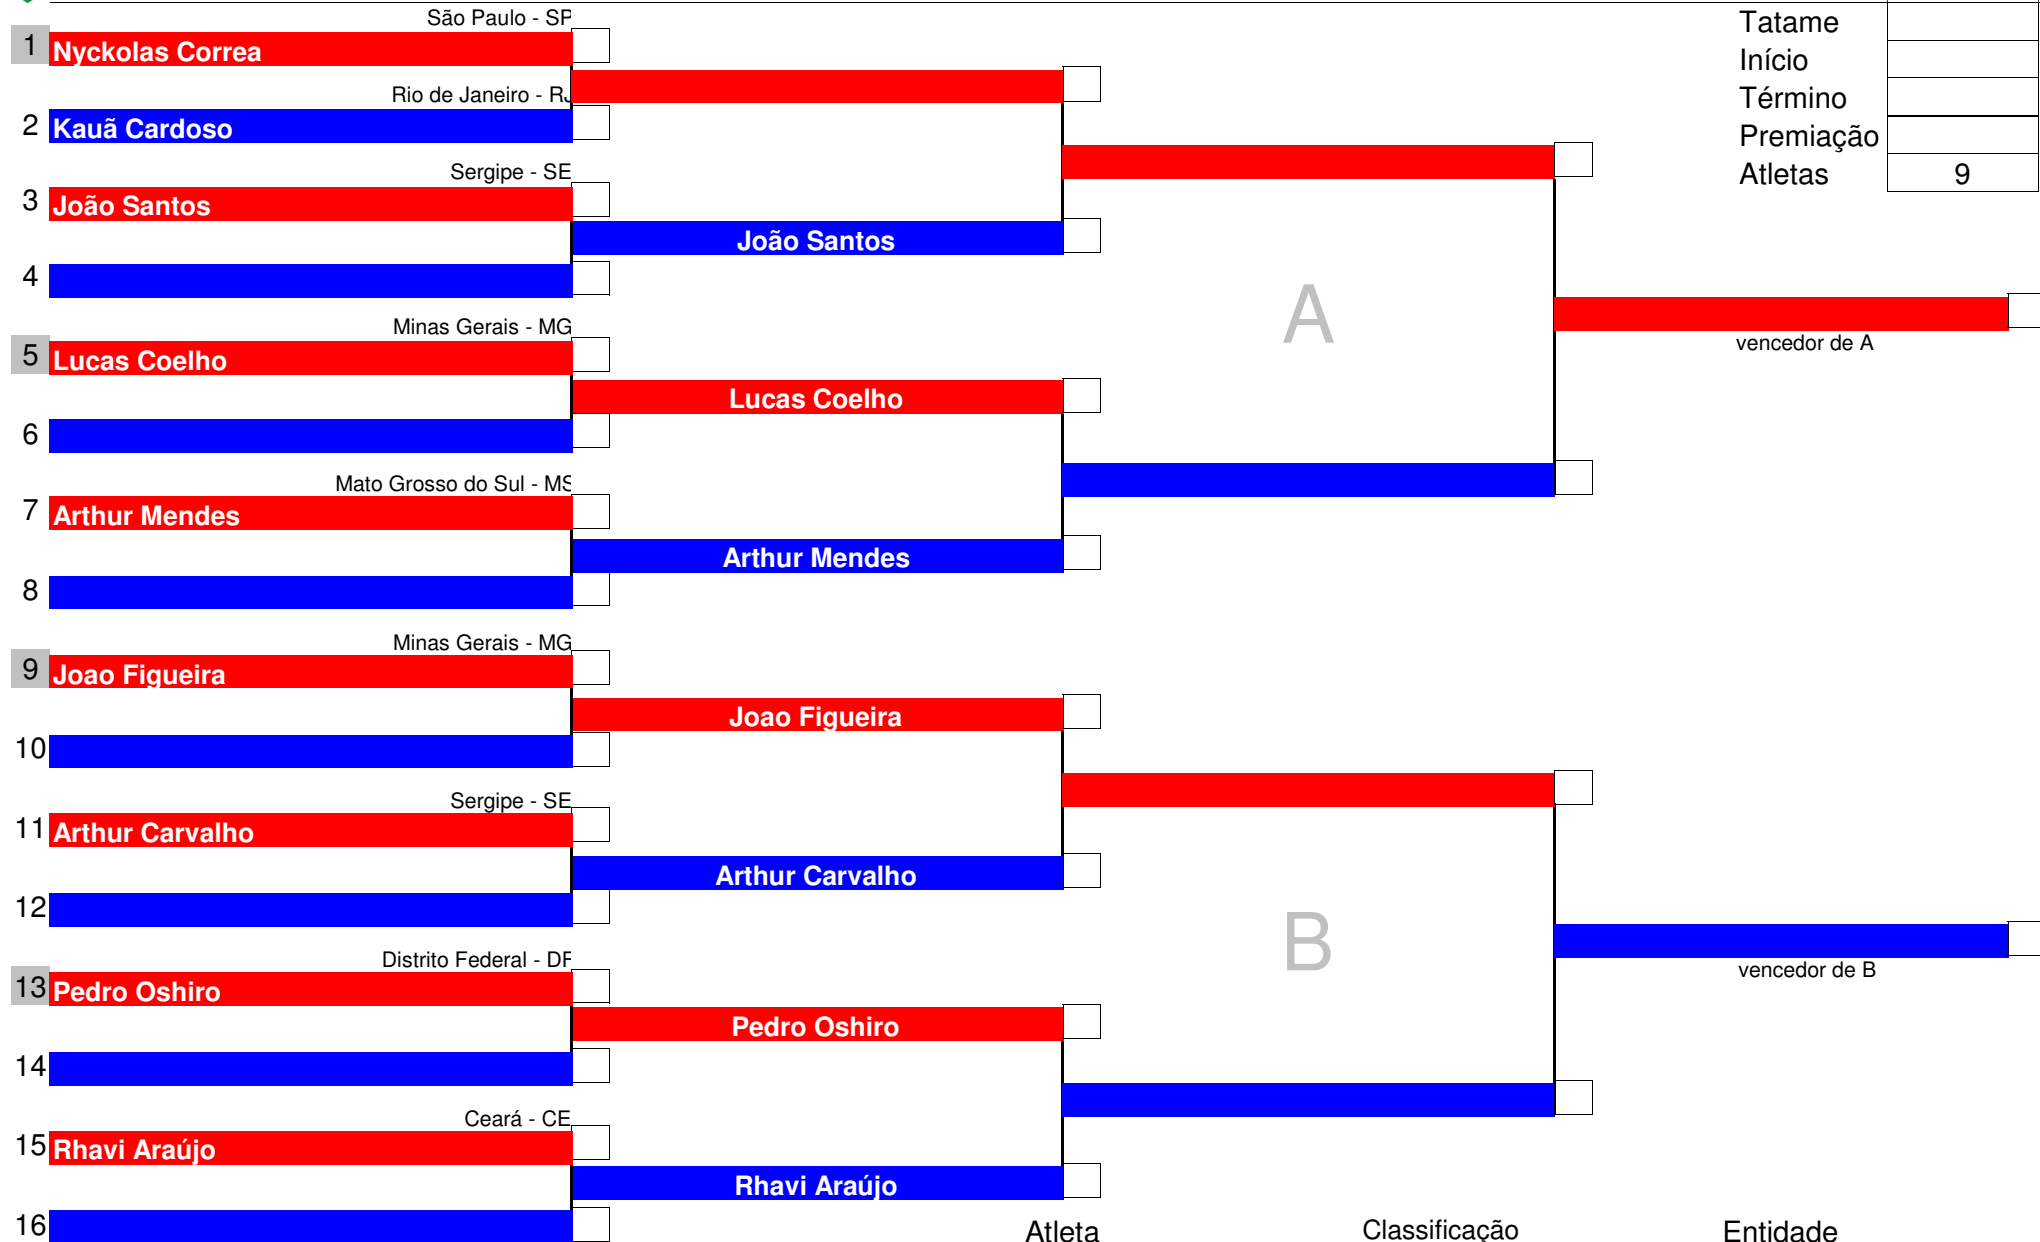 São Paulo - SP
1 Nyckolas Correa
Rio de Janeiro - RJ
2 Kauã Cardoso
Sergipe - SE
3 João Santos
João Santos
4
Minas Gerais - MG
5 Lucas Coelho
Lucas Coelho
6
Mato Grosso do Sul - MS
7 Arthur Mendes
Arthur Mendes
8
Minas Gerais - MG
9 Joao Figueira
Joao Figueira
10
Sergipe - SE
11 Arthur Carvalho
Arthur Carvalho
12
Distrito Federal - DF
13 Pedro Oshiro
Pedro Oshiro
14
Ceará - CE
15 Rhavi Araújo
Rhavi Araújo
16
A
B
vencedor de A
vencedor de B
Tatame
Início
Término
Premiação
Atletas 9
Atleta Classificação Entidade